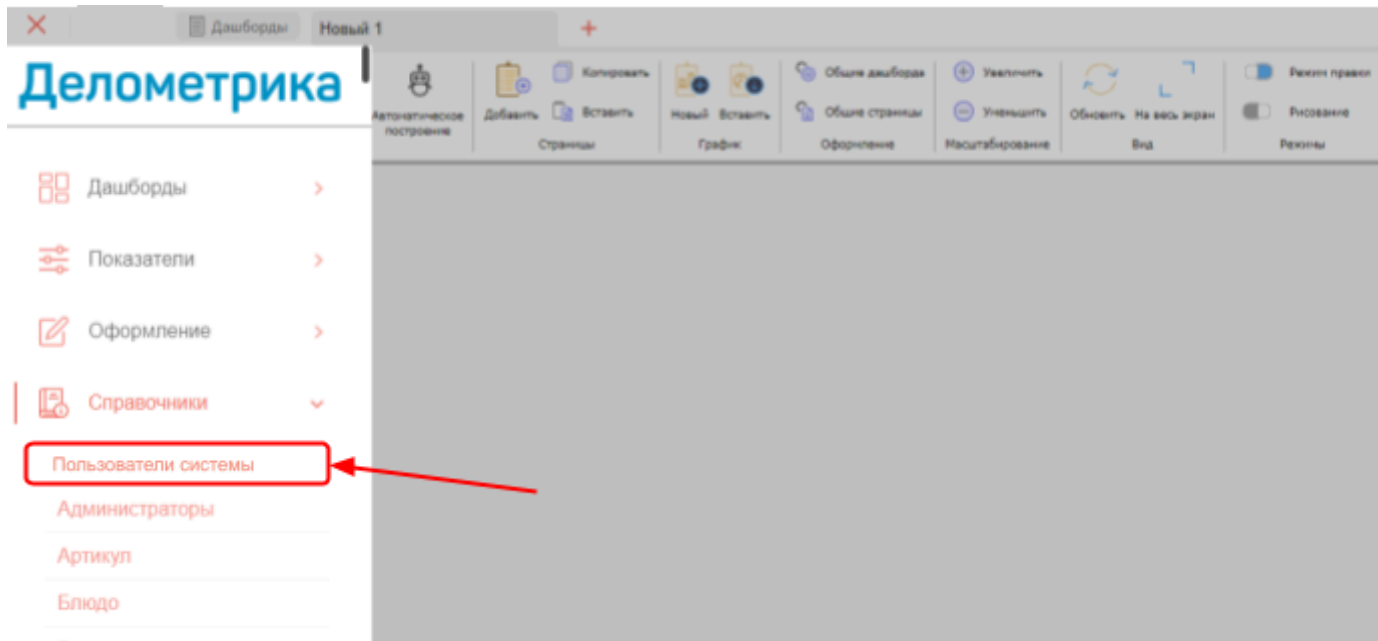 Дашборды
Новый 1
Делометрика
Автоматическое
построение
Добавить
Копировать
Вставить
Страницы
Новый
Вставить
График
Общие дашборда
Общие страницы
Оформление
Увеличить
Уменьшить
Масштабирование
Обновить
На весь экран
Вид
Режим правки
Рисование
Режимы
Дашборды
Показатели
Оформление
Справочники
Пользователи системы
Администраторы
Артикул
Блюдо